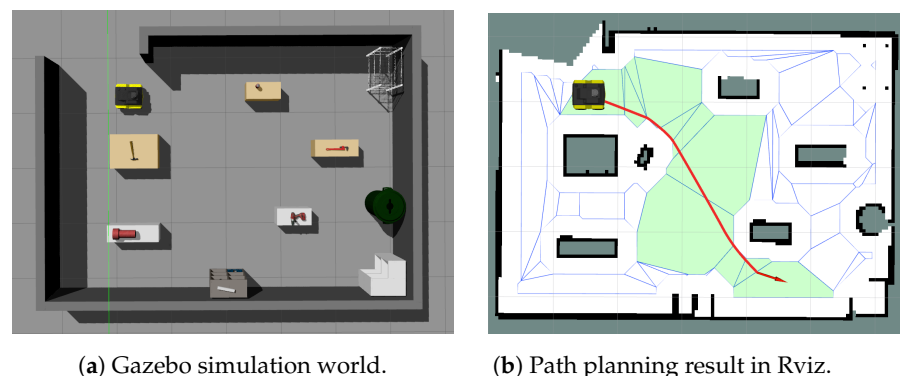 (a) Gazebo simulation world.
(b) Path planning result in Rviz.